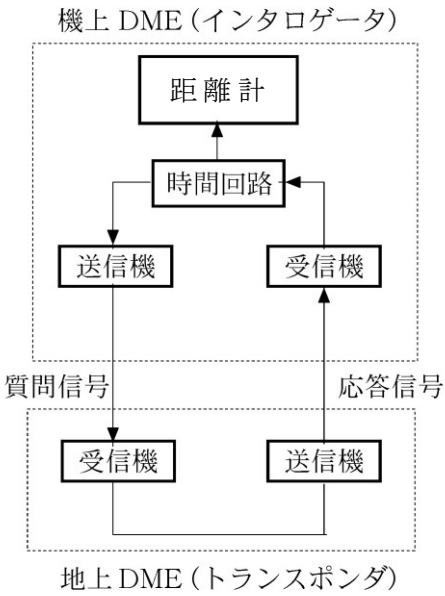 機上 DME (インタロゲータ)
距離計
時間回路
送信機
受信機
質問信号
応答信号
受信機
送信機
地上 DME (トランスポンダ)